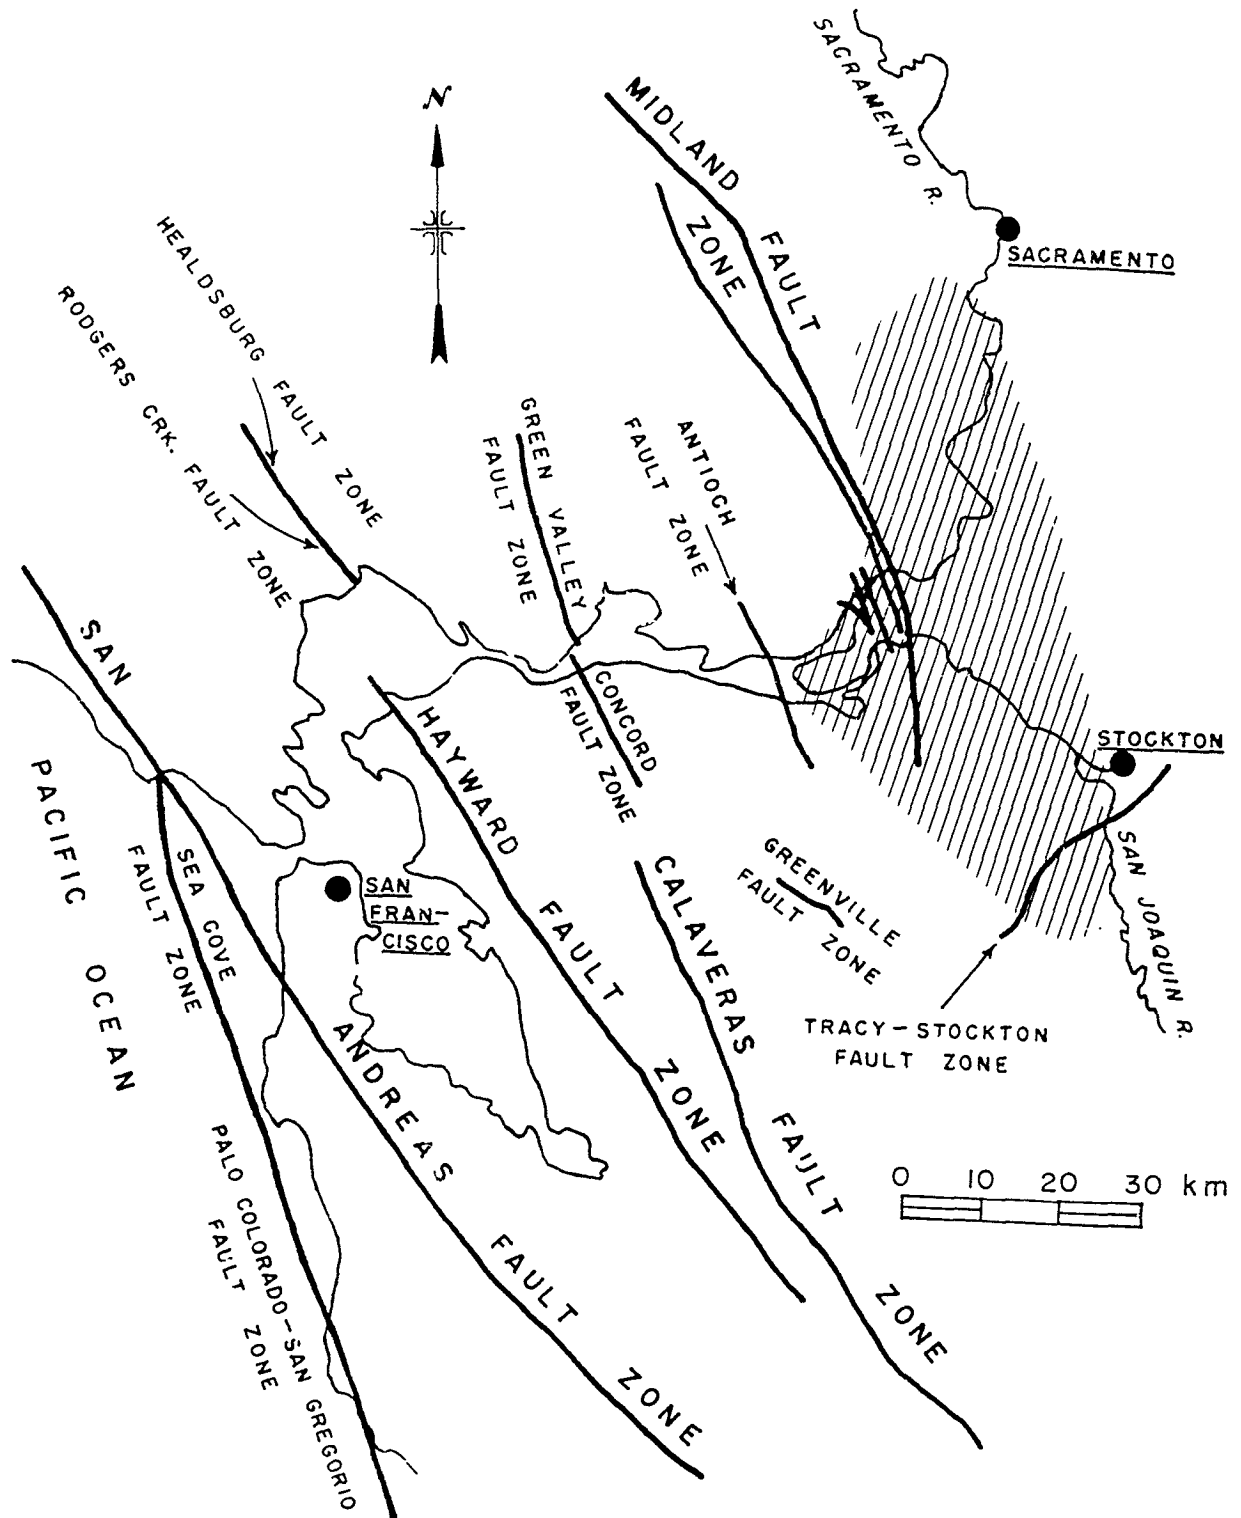 N
SACRAMENTO R.
MIDLAND FAULT
ZONE
SACRAMENTO
HEALDSBURG FAULT ZONE
RODGERS CRK. FAULT ZONE
GREEN VALLEY
FAULT ZONE
ANTIOCH
FAULT ZONE
SAN ANDREAS FAULT ZONE
HAYWARD FAULT ZONE
CONCORD
FAULT ZONE
STOCKTON
PACIFIC OCEAN
SEA COVE
FAULT ZONE
SAN
FRAN-
CISCO
CALAVERAS FAULT ZONE
GREENVILLE
FAULT ZONE
SAN JOAQUIN R.
TRACY-STOCKTON
FAULT ZONE
PALO COLORADO-SAN GREGORIO
FAULT ZONE
0 10 20 30 km